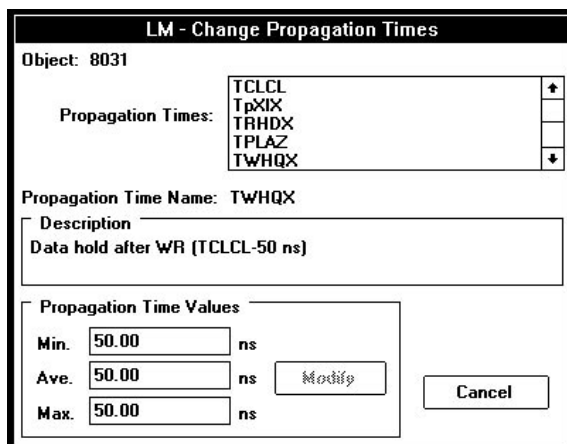 LM - Change Propagation Times
Object: 8031
Propagation Times:
TCLCL
TpXIX
TRHDX
TPLAZ
TWHQX
Propagation Time Name: TWHQX
Description
Data hold after WR (TCLCL-50 ns)
Propagation Time Values
Min. 50.00 ns
Ave. 50.00 ns
Modify
Max. 50.00 ns
Cancel